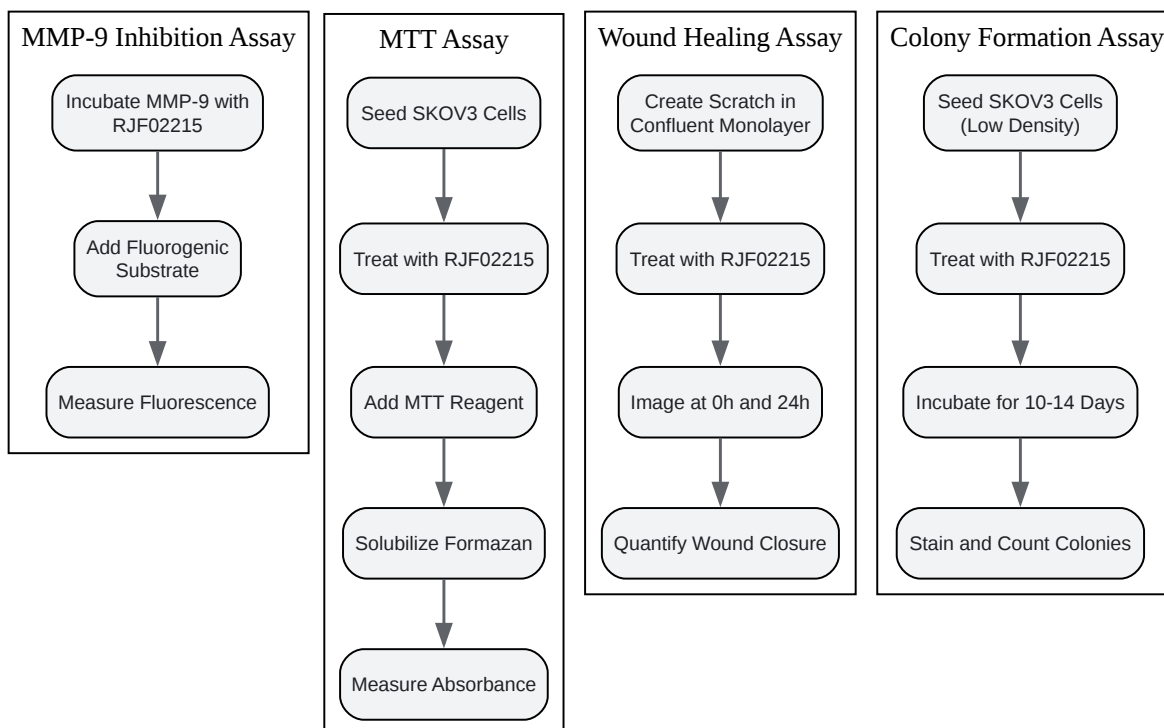 MMP-9 Inhibition Assay
Incubate MMP-9 with
RJF02215
Add Fluorogenic
Substrate
Measure Fluorescence
MTT Assay
Seed SKOV3 Cells
Treat with RJF02215
Add MTT Reagent
Solubilize Formazan
Measure Absorbance
Wound Healing Assay
Create Scratch in
Confluent Monolayer
Treat with RJF02215
Image at 0h and 24h
Quantify Wound Closure
Colony Formation Assay
Seed SKOV3 Cells
(Low Density)
Treat with RJF02215
Incubate for 10-14 Days
Stain and Count Colonies